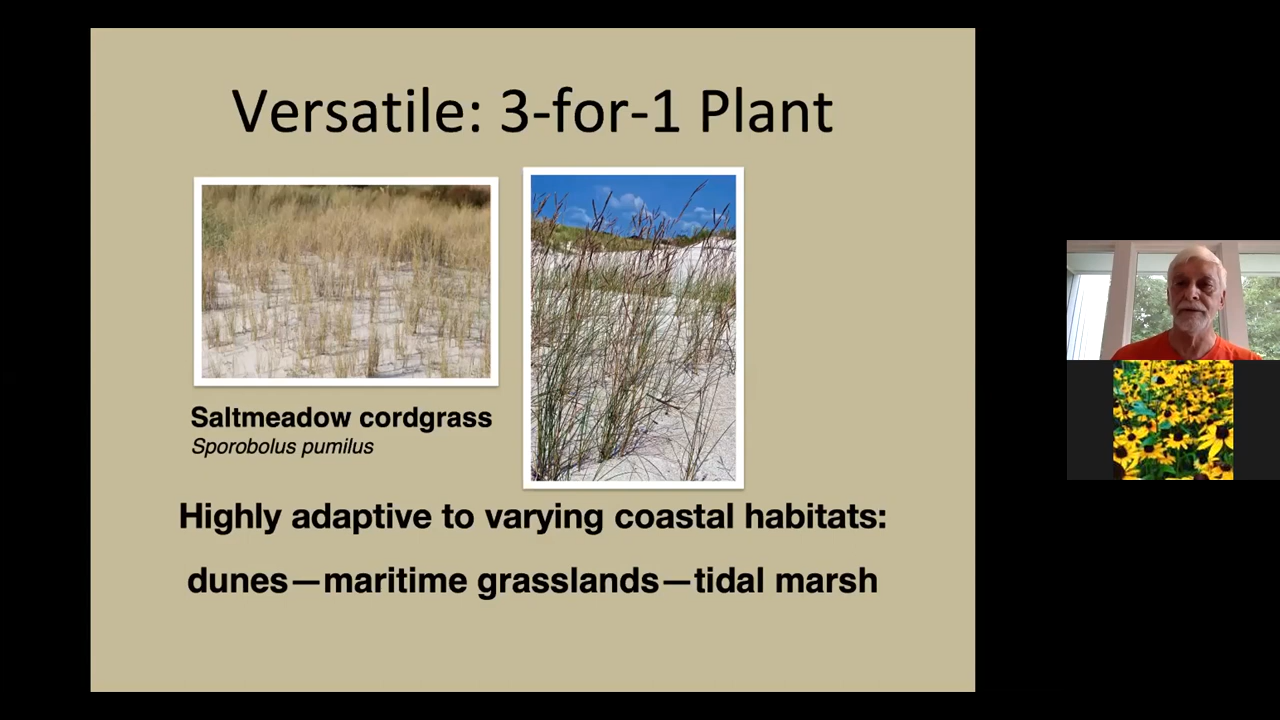 Versatile: 3-for-1 Plant
Saltmeadow cordgrass
Sporobolus pumilus
Highly adaptive to varying coastal habitats:
dunes—maritime grasslands—tidal marsh